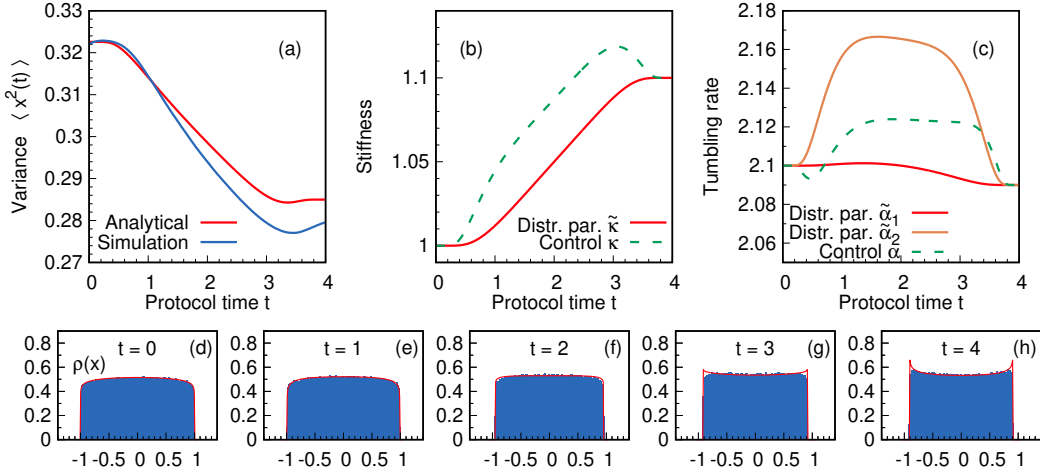 0.33
0.32
0.31
0.3
0.29
0.28
0.27
Variance ⟨ x²(t) ⟩
(a)
Analytical
Simulation
0 1 2 3 4
Protocol time t
1.1
1.05
1
Stiffness
(b)
Distr. par. κ̃
Control κ
0 1 2 3 4
Protocol time t
2.18
2.16
2.14
2.12
2.1
2.08
2.06
Tumbling rate
(c)
Distr. par. α̃₁
Distr. par. α̃₂
Control α
0 1 2 3 4
Protocol time t
0.8
0.6
0.4
0.2
0
ρ(x)
t = 0
(d)
-1 -0.5 0 0.5 1
0.8
0.6
0.4
0.2
0
t = 1
(e)
-1 -0.5 0 0.5 1
0.8
0.6
0.4
0.2
0
t = 2
(f)
-1 -0.5 0 0.5 1
0.8
0.6
0.4
0.2
0
t = 3
(g)
-1 -0.5 0 0.5 1
0.8
0.6
0.4
0.2
0
t = 4
(h)
-1 -0.5 0 0.5 1